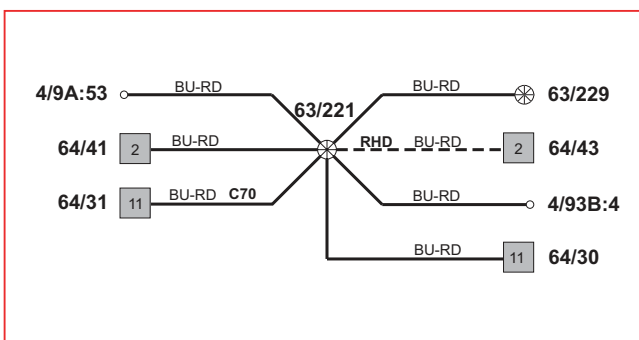 4/9A:53 BU-RD BU-RD 63/229
63/221
64/41 2 BU-RD RHD BU-RD 2 64/43
64/31 11 BU-RD C70 4/93B:4
BU-RD
BU-RD 11 64/30